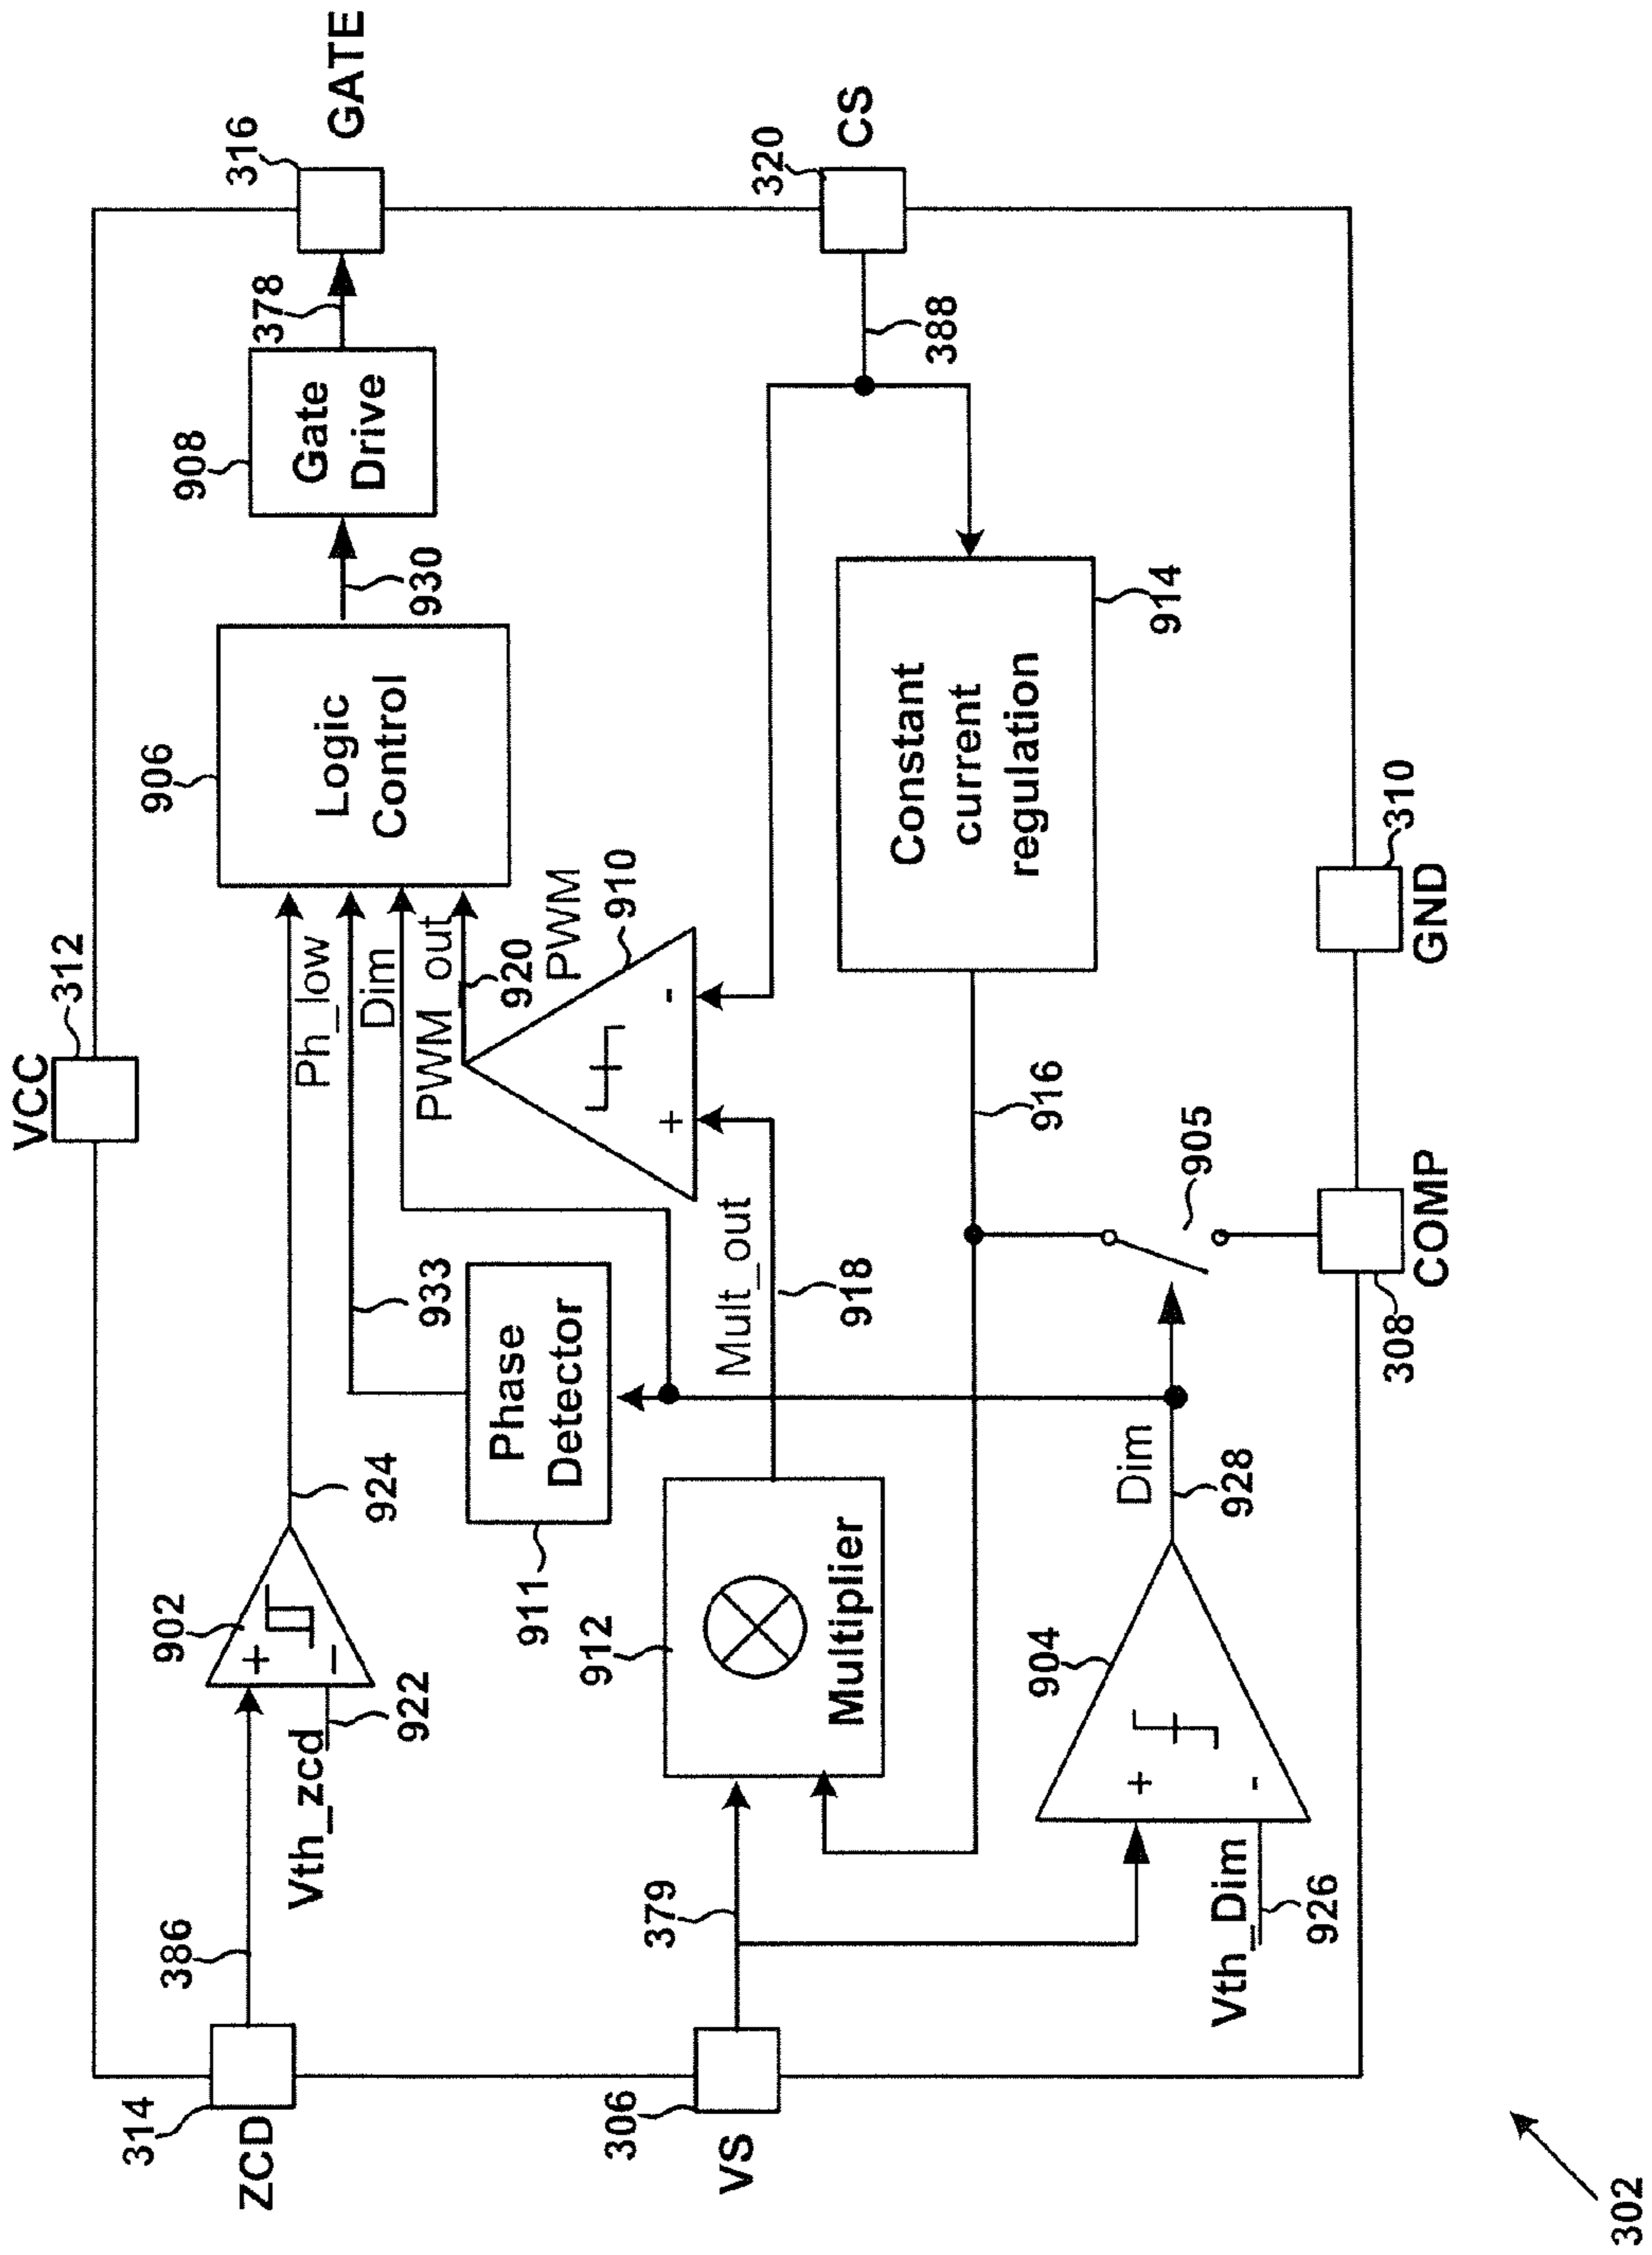 VCC
312
316
GATE
906
908
Gate
Drive
378
930
Logic
Control
314
ZCD
386
902
+
−
Vth_zcd
922
924
Ph_low
933
Dim
PWM_out
920
PWM
910
+
-
Phase
Detector
911
320
CS
388
306
VS
379
912
Multiplier
Mult_out
918
Constant
current
regulation
914
916
904
+
-
Vth_Dim
926
Dim
928
905
308
COMP
310
GND
302